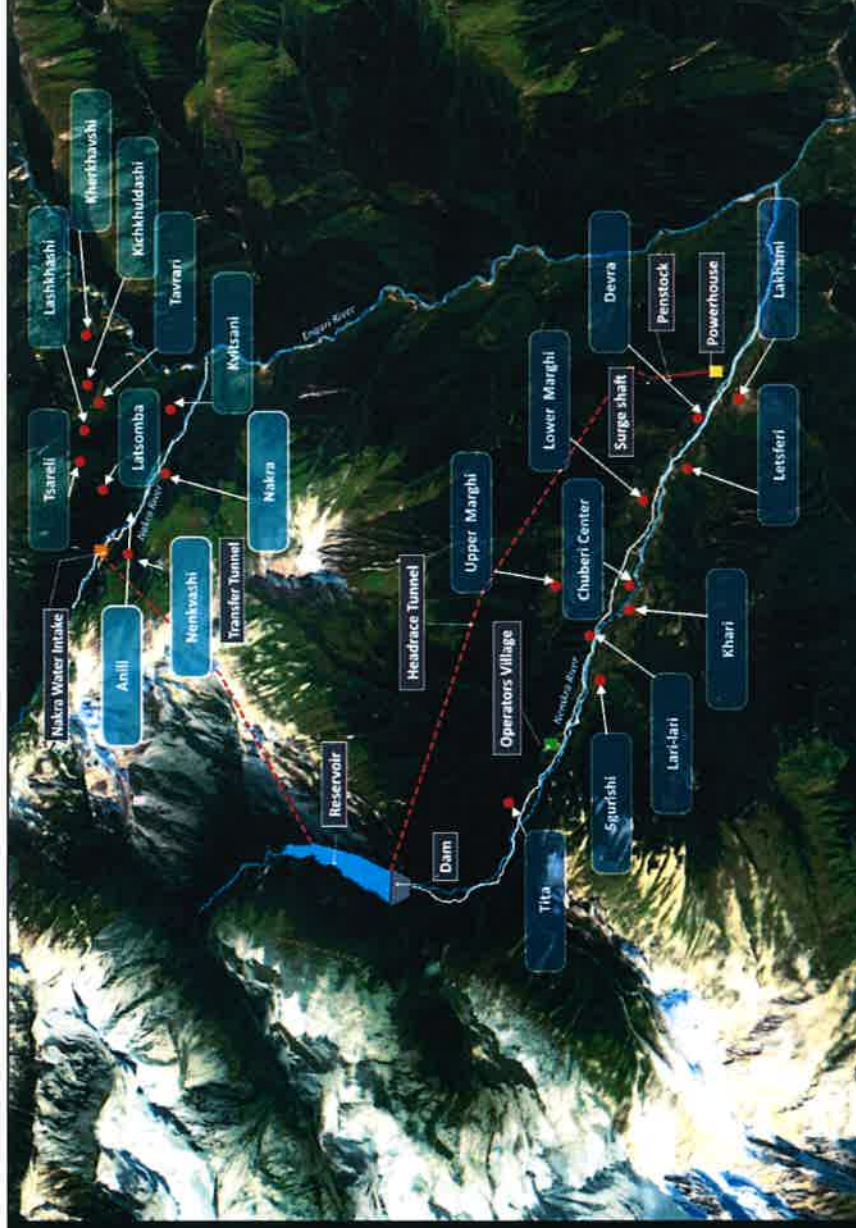 Tsareli
Lashkhashi
Nakra Water Intake
Kherkhavshi
Anili
Latsomba
Kichkhuldashi
Nakra River
Tavrari
Nenkvashi
Transfer Tunnel
Kvitsani
Nakra
Enguri River
Reservoir
Headrace Tunnel
Dam
Upper Marghi
Operators Village
Tita
Lower Marghi
Nenskra River
Chuberi Center
Sgurishi
Devra
Surge shaft
Penstock
Lari-lari
Powerhouse
Khari
Lakhami
Letsferi